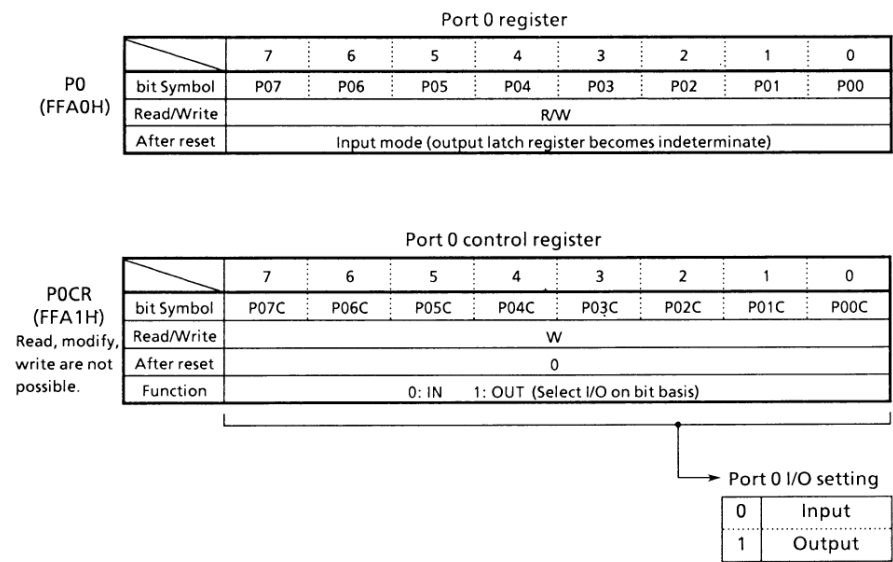 Port 0 register
7 6 5 4 3 2 1 0
P0
(FFA0H)
bit Symbol P07 P06 P05 P04 P03 P02 P01 P00
Read/Write R/W
After reset Input mode (output latch register becomes indeterminate)
Port 0 control register
7 6 5 4 3 2 1 0
P0CR
(FFA1H)
Read, modify,
write are not
possible.
bit Symbol P07C P06C P05C P04C P03C P02C P01C P00C
Read/Write W
After reset 0
Function 0: IN 1: OUT (Select I/O on bit basis)
Port 0 I/O setting
0 Input
1 Output